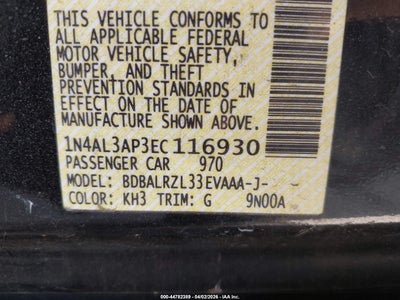 THIS VEHICLE CONFORMS TO
ALL APPLICABLE FEDERAL
MOTOR VEHICLE SAFETY,
BUMPER, AND THEFT
PREVENTION STANDARDS IN
EFFECT ON THE DATE OF
MANUFACTURE SHOWN ABOVE.
1N4AL3AP3EC116930
PASSENGER CAR 970
MODEL: BDBALRZL33EVAAA-J- -
COLOR: KH3 TRIM: G 9N00A
000-44782389 - 04/02/2026 - IAA Inc.